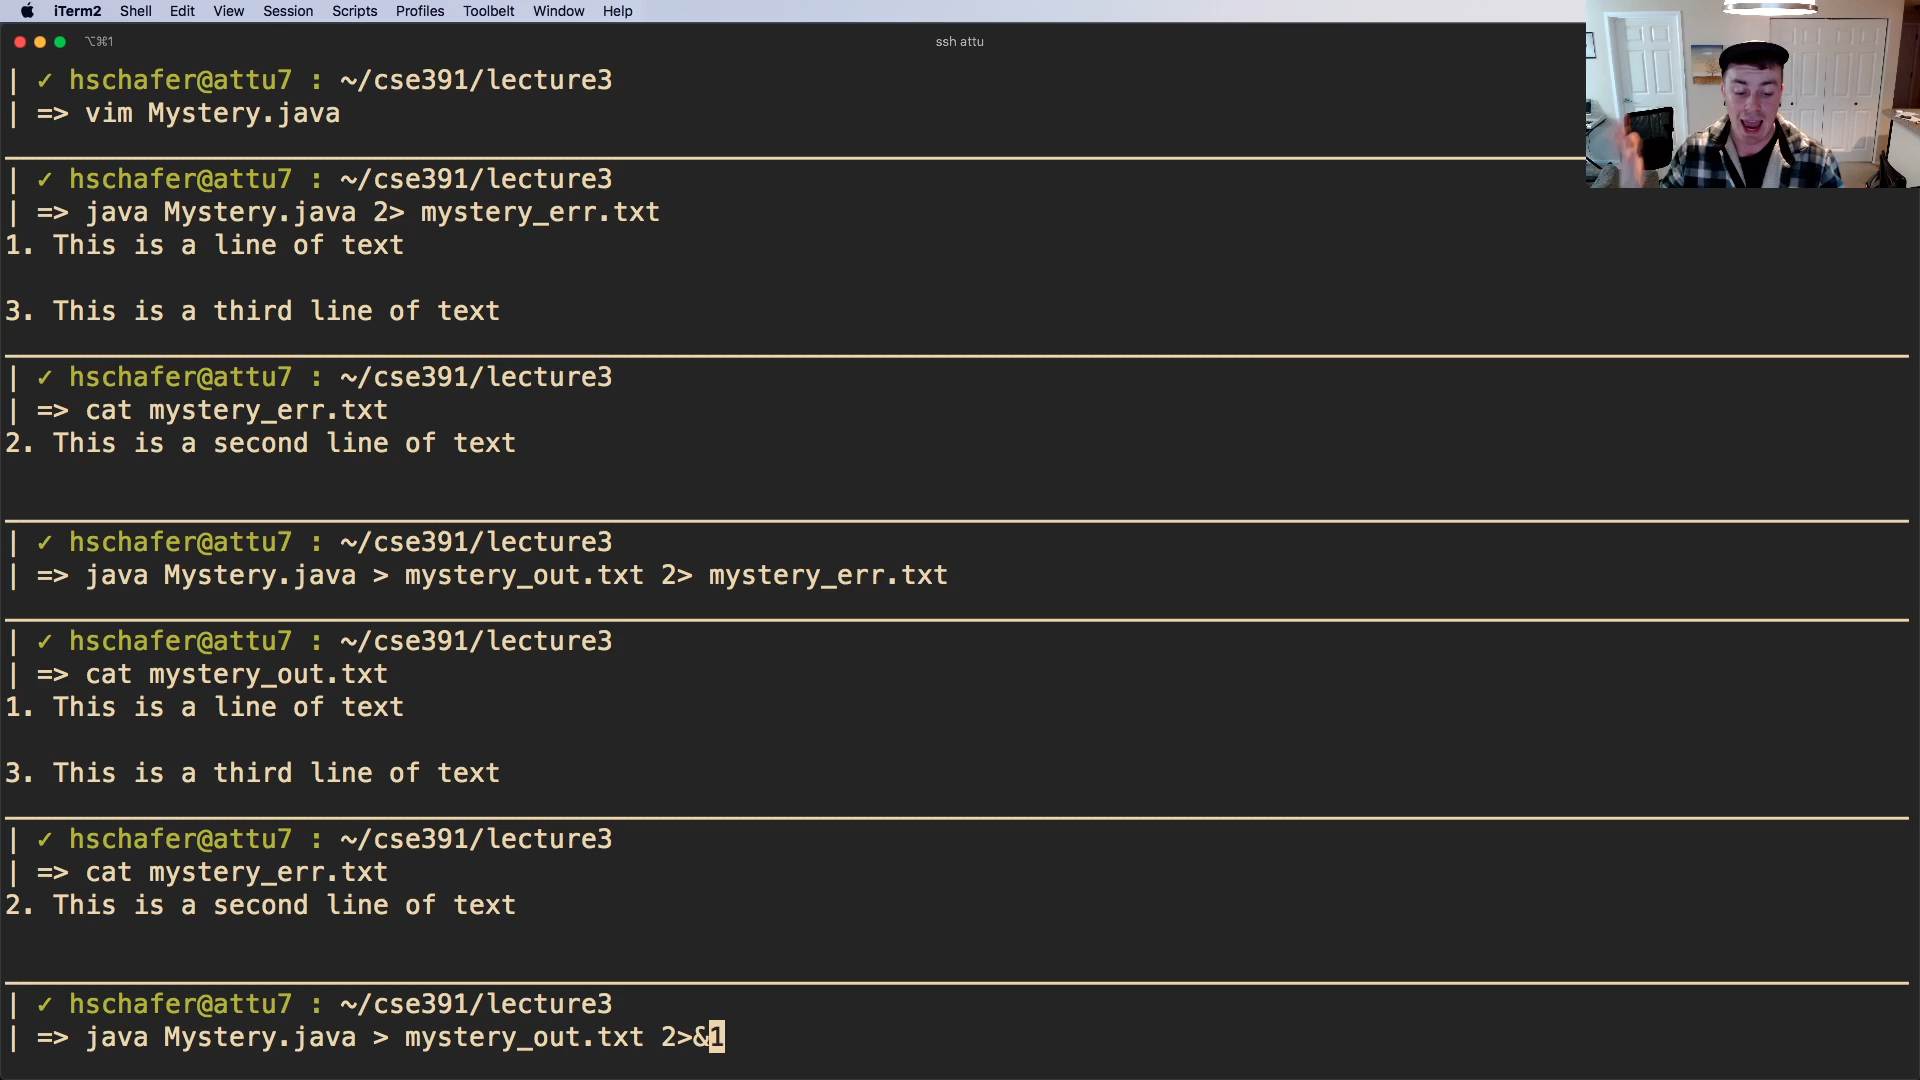 iTerm2 Shell Edit View Session Scripts Profiles Toolbelt Window Help
⌥⌘1 ssh attu
| ✓ hschafer@attu7 : ~/cse391/lecture3
| => vim Mystery.java
| ✓ hschafer@attu7 : ~/cse391/lecture3
| => java Mystery.java 2> mystery_err.txt
1. This is a line of text
3. This is a third line of text
| ✓ hschafer@attu7 : ~/cse391/lecture3
| => cat mystery_err.txt
2. This is a second line of text
| ✓ hschafer@attu7 : ~/cse391/lecture3
| => java Mystery.java > mystery_out.txt 2> mystery_err.txt
| ✓ hschafer@attu7 : ~/cse391/lecture3
| => cat mystery_out.txt
1. This is a line of text
3. This is a third line of text
| ✓ hschafer@attu7 : ~/cse391/lecture3
| => cat mystery_err.txt
2. This is a second line of text
| ✓ hschafer@attu7 : ~/cse391/lecture3
| => java Mystery.java > mystery_out.txt 2>&1